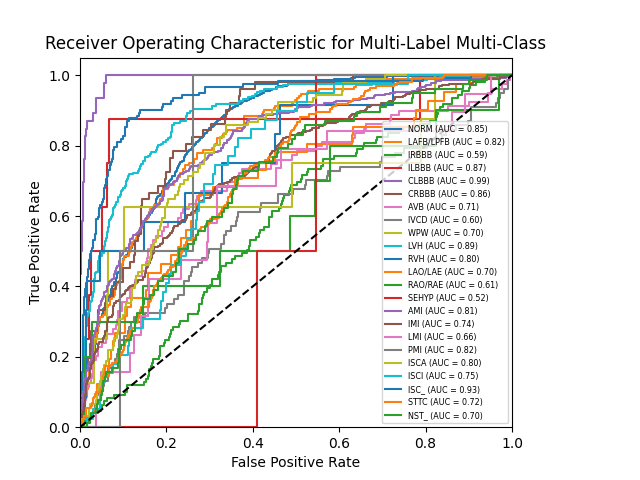 Receiver Operating Characteristic for Multi-Label Multi-Class
1.0
0.8
0.6
0.4
0.2
0.0
True Positive Rate
NORM (AUC = 0.85)
LAFB/LPFB (AUC = 0.82)
IRBBB (AUC = 0.59)
ILBBB (AUC = 0.87)
CLBBB (AUC = 0.99)
CRBBB (AUC = 0.86)
AVB (AUC = 0.71)
IVCD (AUC = 0.60)
WPW (AUC = 0.70)
LVH (AUC = 0.89)
RVH (AUC = 0.80)
LAO/LAE (AUC = 0.70)
RAO/RAE (AUC = 0.61)
SEHYP (AUC = 0.52)
AMI (AUC = 0.81)
IMI (AUC = 0.74)
LMI (AUC = 0.66)
PMI (AUC = 0.82)
ISCA (AUC = 0.80)
ISCI (AUC = 0.75)
ISC_ (AUC = 0.93)
STTC (AUC = 0.72)
NST_ (AUC = 0.70)
0.0 0.2 0.4 0.6 0.8 1.0
False Positive Rate